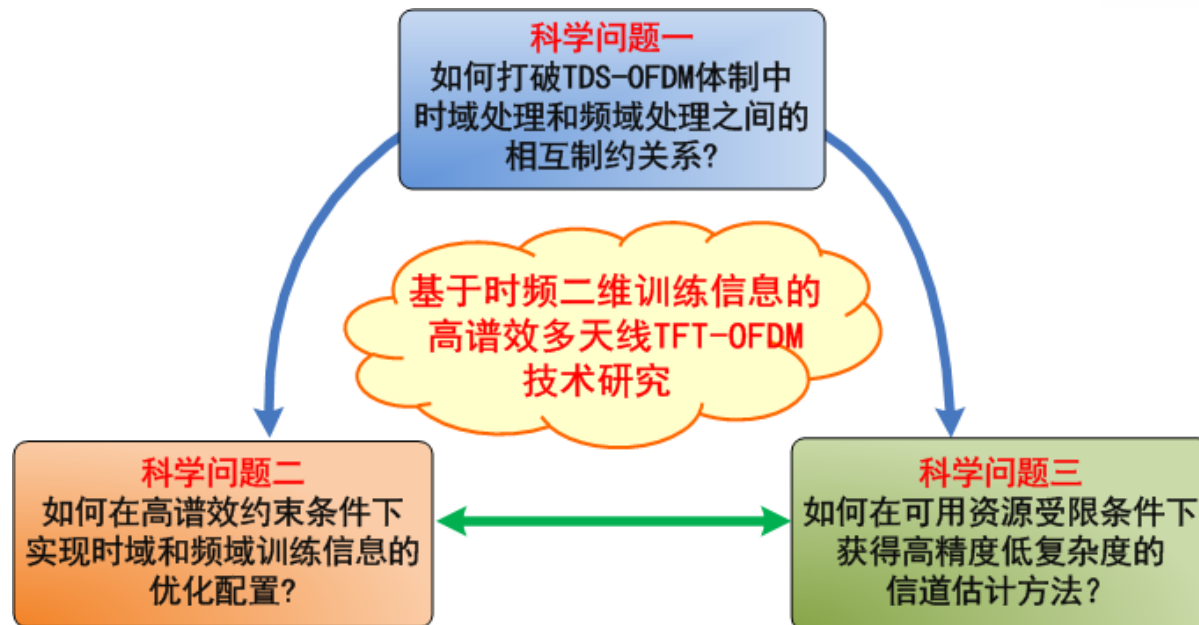 科学问题一
如何打破TDS-OFDM体制中
时域处理和频域处理之间的
相互制约关系?
基于时频二维训练信息的
高谱效多天线TFT-OFDM
技术研究
科学问题二
如何在高谱效约束条件下
实现时域和频域训练信息的
优化配置?
科学问题三
如何在可用资源受限条件下
获得高精度低复杂度的
信道估计方法?